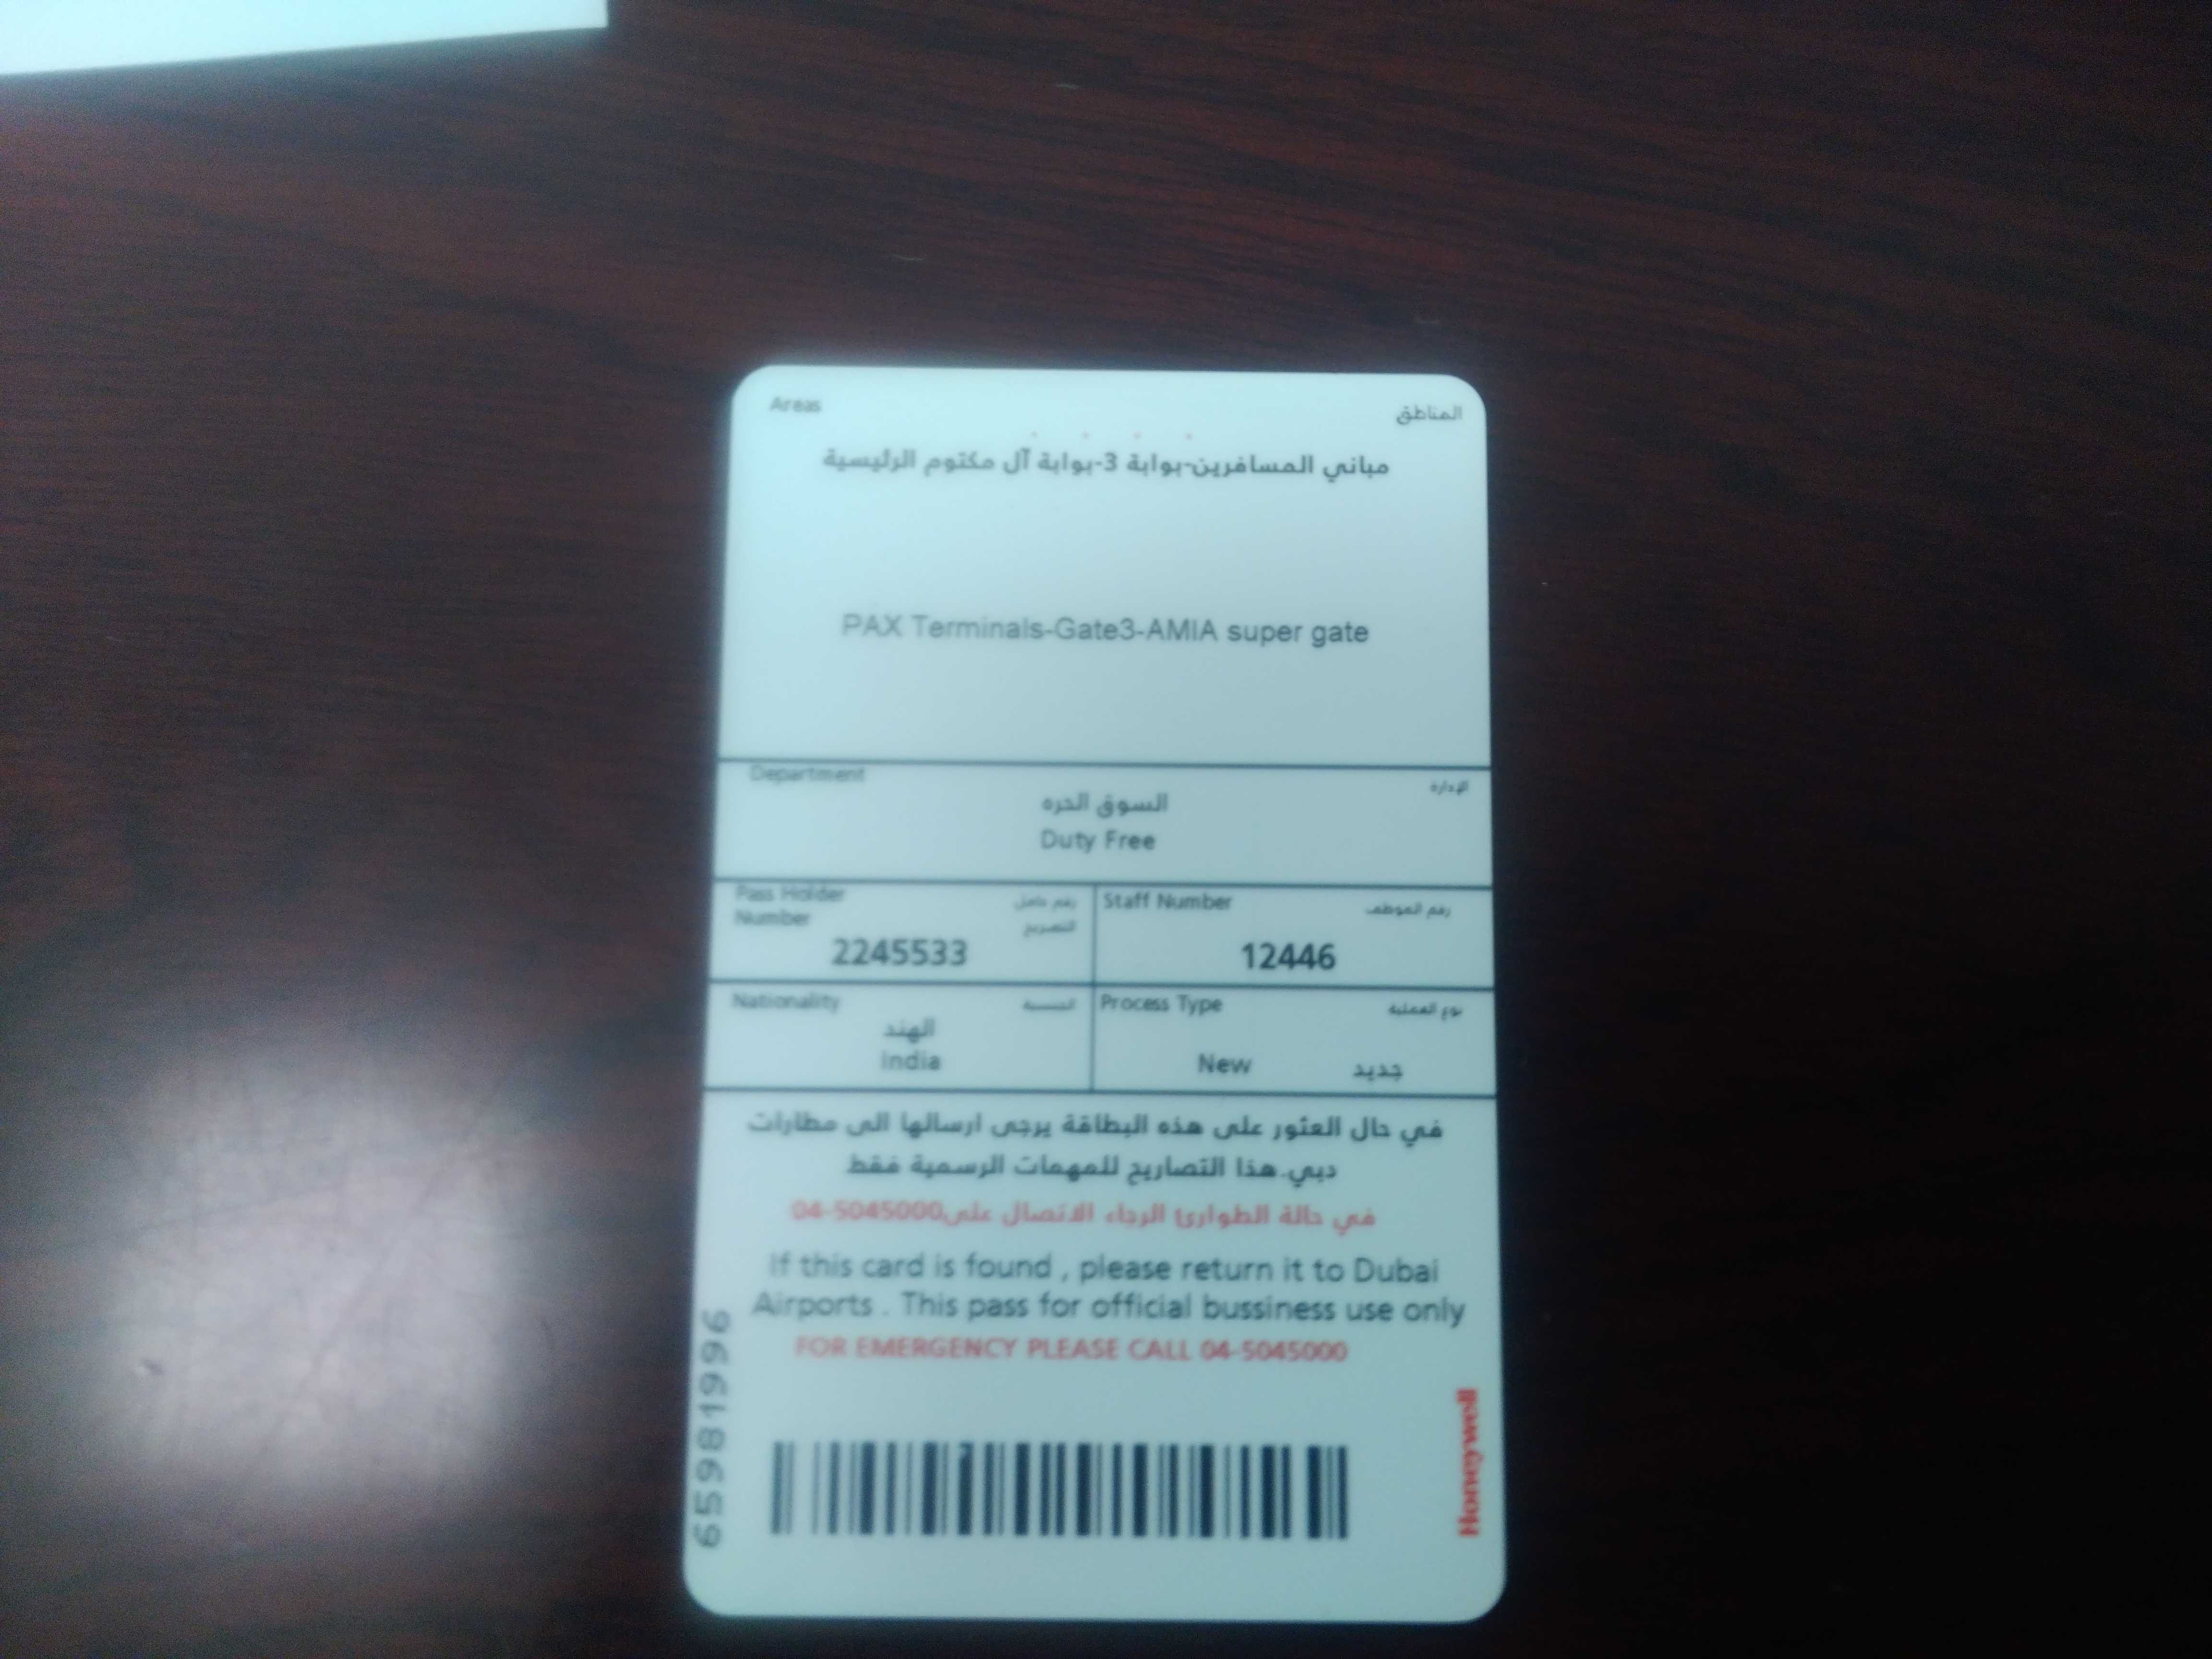 Areas المناطق
مباني المسافرين-بوابة 3-بوابة آل مكتوم الرئيسية
PAX Terminals-Gate3-AMIA super gate
Department الإدارة
السوق الحره
Duty Free
Pass Holder Number رقم حامل التصريح
2245533
Staff Number رقم الموظف
12446
Nationality الجنسية
الهند
India
Process Type نوع العملية
New جديد
في حال العثور على هذه البطاقة يرجى ارسالها الى مطارات
دبي.هذا التصاريح للمهمات الرسمية فقط
في حالة الطوارئ الرجاء الاتصال على04-5045000
If this card is found , please return it to Dubai
Airports . This pass for official bussiness use only
FOR EMERGENCY PLEASE CALL 04-5045000
65981996
Honeywell